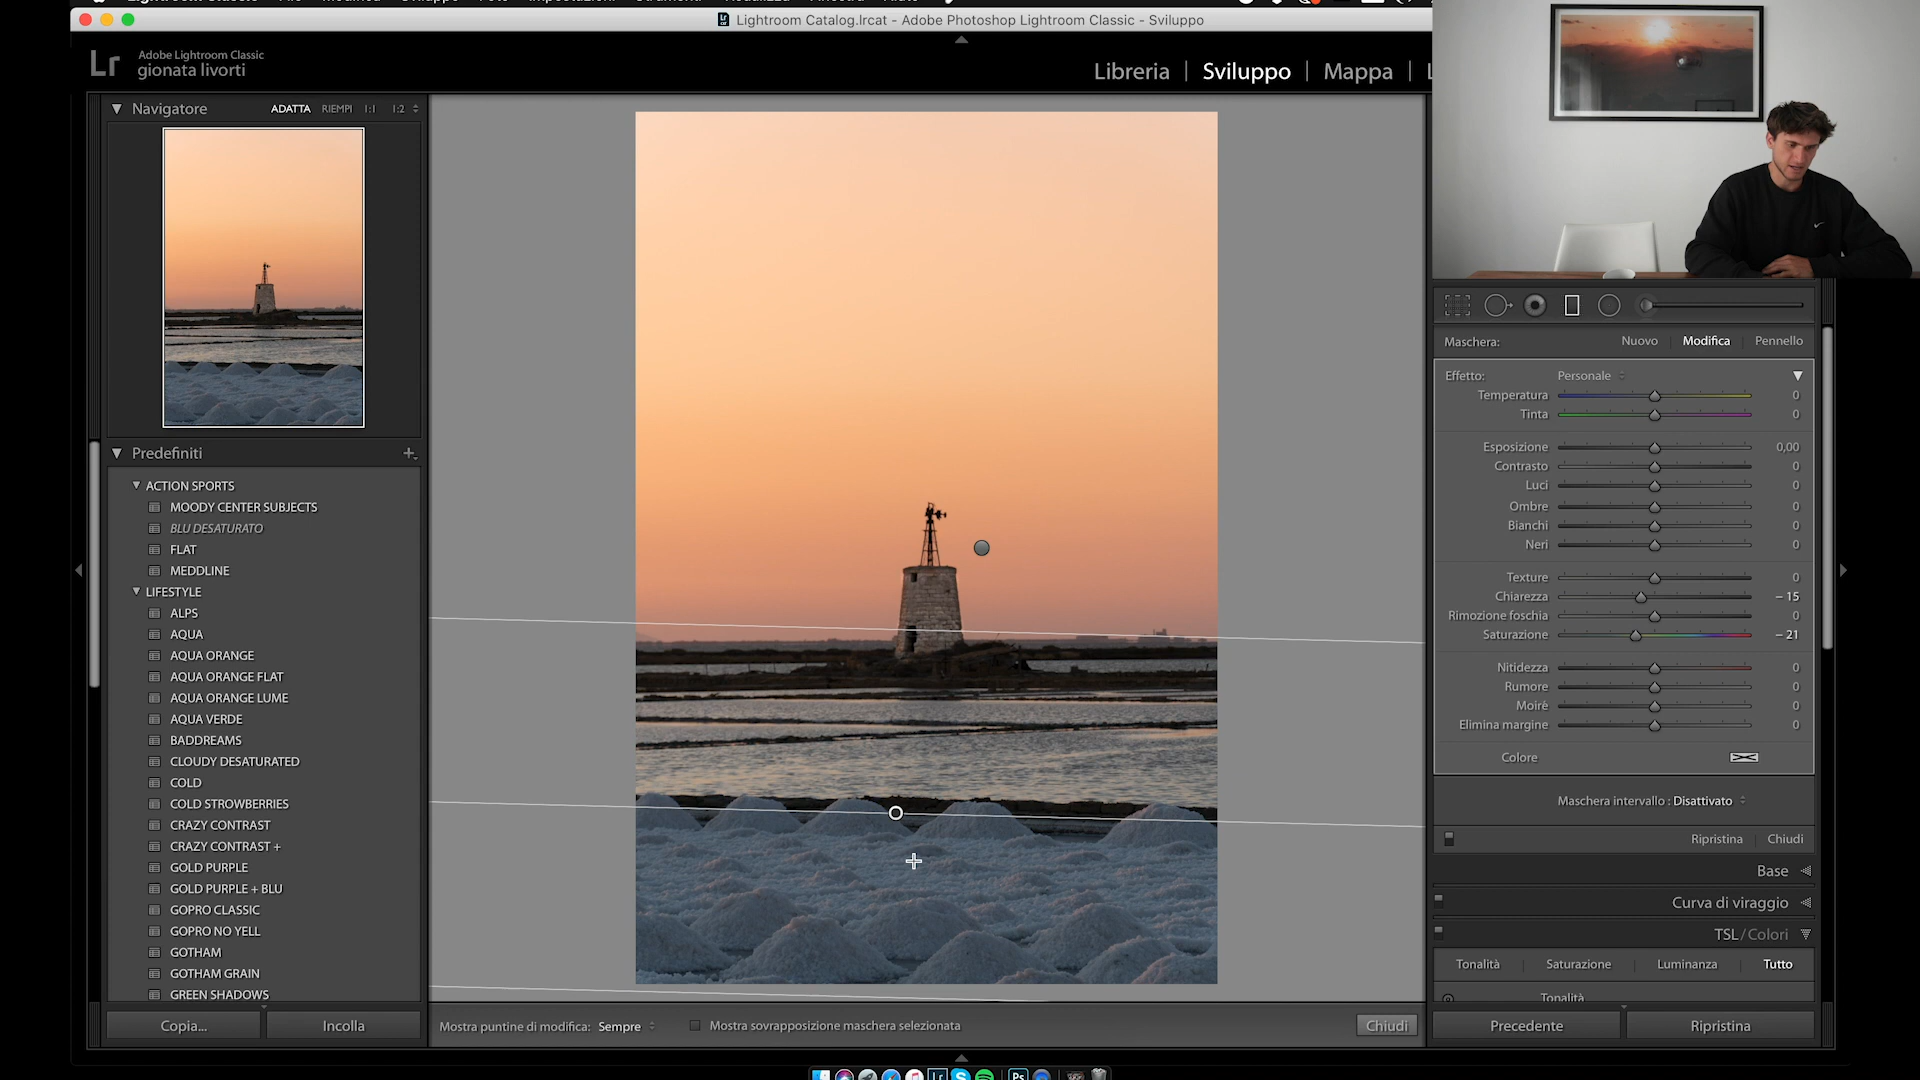 Lightroom Catalog.lrcat - Adobe Photoshop Lightroom Classic - Sviluppo
Lr
Adobe Lightroom Classic
gionata livorti
Libreria | Sviluppo | Mappa |
Navigatore ADATTA RIEMPI 1:1 1:2
Predefiniti
ACTION SPORTS
MOODY CENTER SUBJECTS
BLU DESATURATO
FLAT
MEDDLINE
LIFESTYLE
ALPS
AQUA
AQUA ORANGE
AQUA ORANGE FLAT
AQUA ORANGE LUME
AQUA VERDE
BADDREAMS
CLOUDY DESATURATED
COLD
COLD STROWBERRIES
CRAZY CONTRAST
CRAZY CONTRAST +
GOLD PURPLE
GOLD PURPLE + BLU
GOPRO CLASSIC
GOPRO NO YELL
GOTHAM
GOTHAM GRAIN
GREEN SHADOWS
Copia... Incolla
Mostra puntine di modifica: Sempre Mostra sovrapposizione maschera selezionata Chiudi
Maschera: Nuovo Modifica Pennello
Effetto: Personale
Temperatura 0
Tinta 0
Esposizione 0,00
Contrasto 0
Luci 0
Ombre 0
Bianchi 0
Neri 0
Texture 0
Chiarezza – 15
Rimozione foschia 0
Saturazione – 21
Nitidezza 0
Rumore 0
Moiré 0
Elimina margine 0
Colore
Maschera intervallo : Disattivato
Ripristina Chiudi
Base
Curva di viraggio
TSL / Colori
Tonalità Saturazione Luminanza Tutto
Tonalità
Precedente Ripristina
Lr
Ps